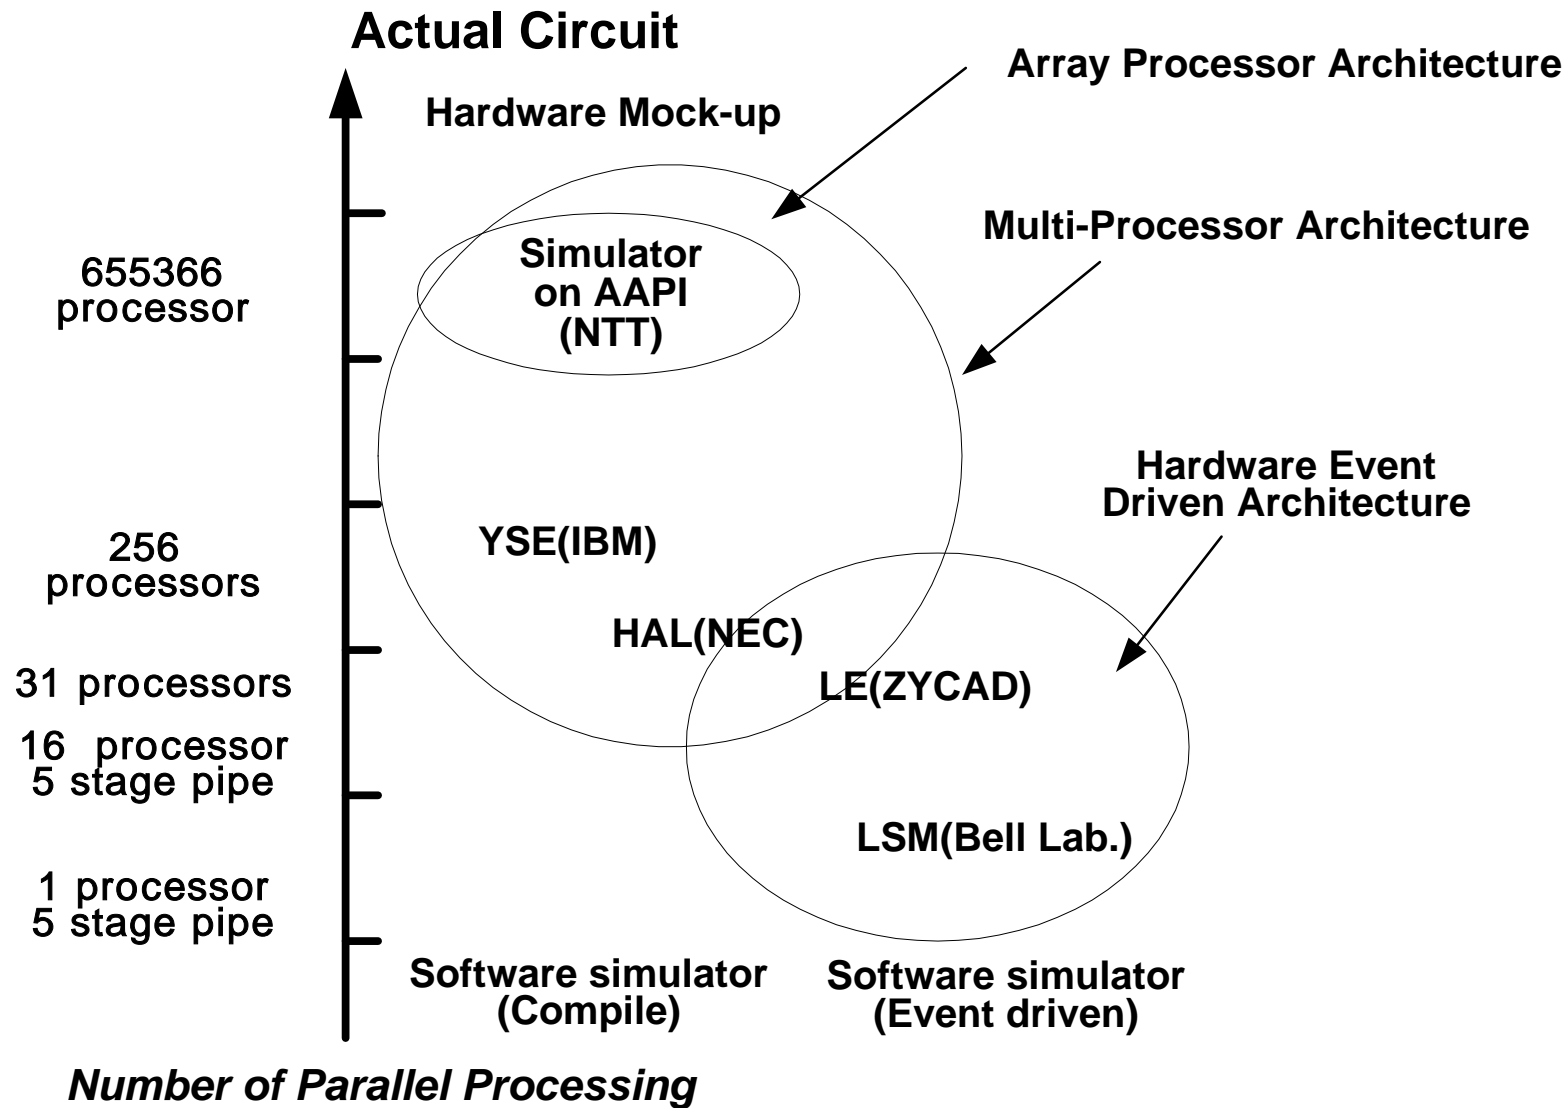 Actual Circuit
Array Processor Architecture
Hardware Mock-up
Multi-Processor Architecture
Simulator
on AAPI
(NTT)
655366
processor
Hardware Event
Driven Architecture
YSE(IBM)
256
processors
HAL(NEC)
31 processors
LE(ZYCAD)
16 processor
5 stage pipe
LSM(Bell Lab.)
1 processor
5 stage pipe
Software simulator
(Compile)
Software simulator
(Event driven)
Number of Parallel Processing